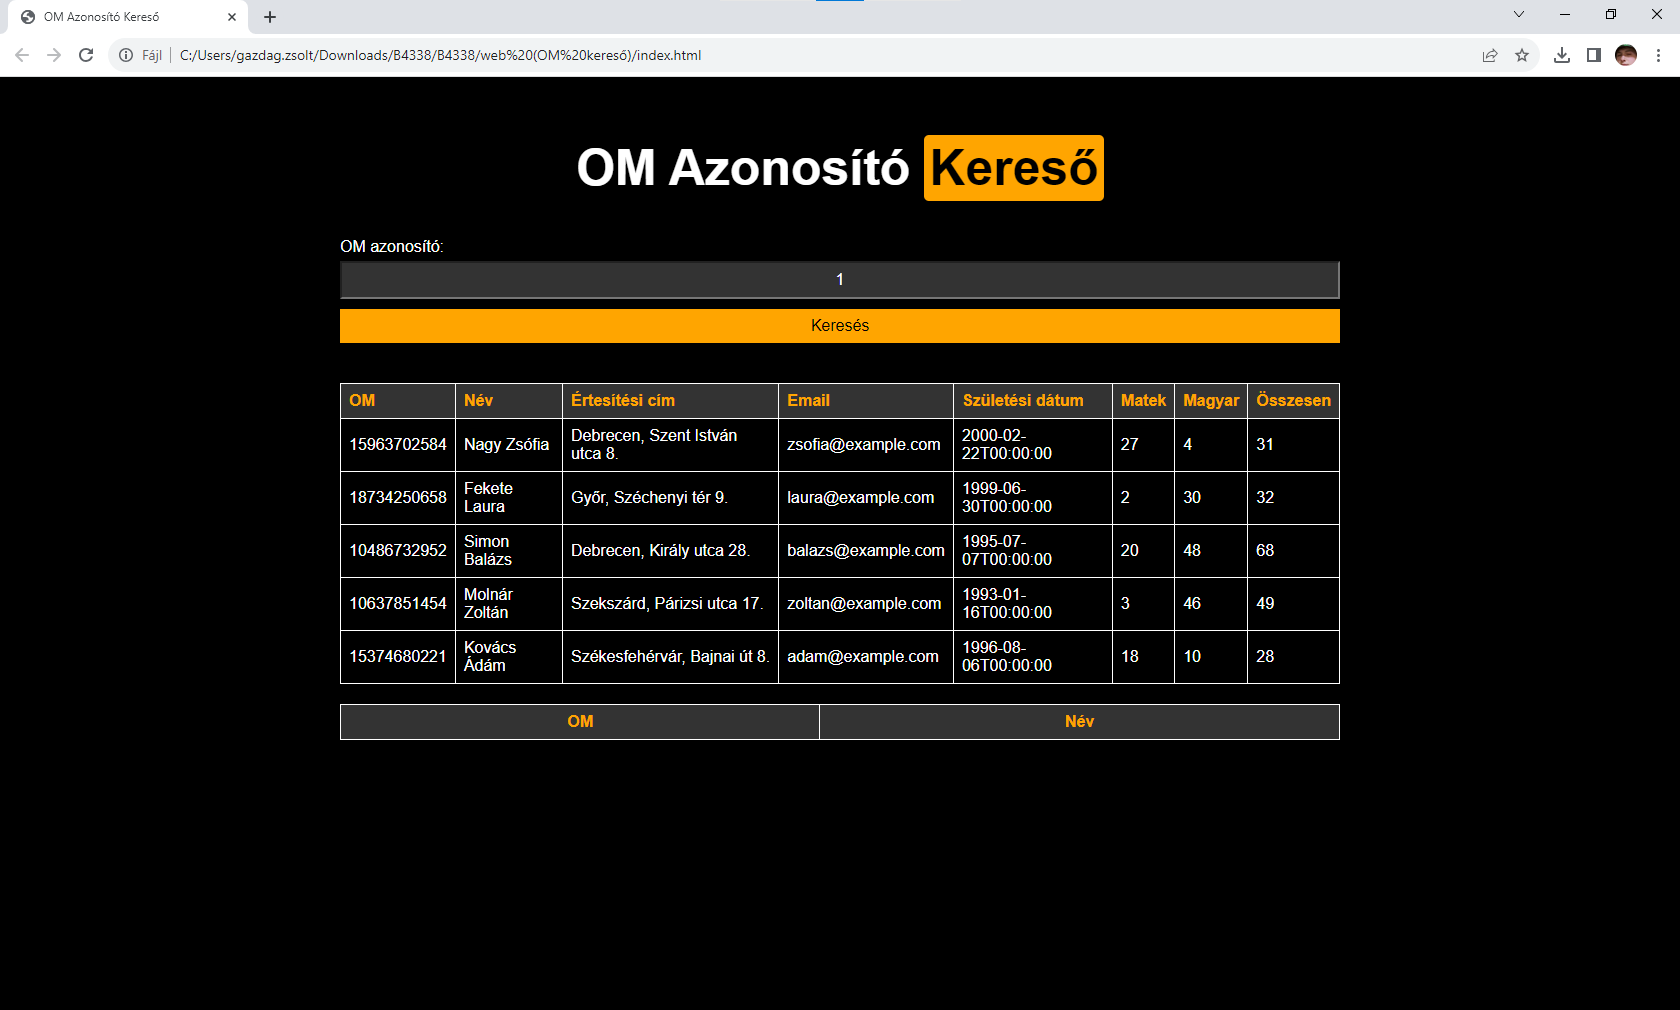 OM Azonosító Kereső
Fájl
C:/Users/gazdag.zsolt/Downloads/B4338/B4338/web%20(OM%20kereső)/index.html
OM Azonosító Kereső
OM azonosító:
1
Keresés
OM Név Értesítési cím Email Születési dátum Matek Magyar Összesen
15963702584 Nagy Zsófia Debrecen, Szent István utca 8. zsofia@example.com 2000-02-22T00:00:00 27 4 31
18734250658 Fekete Laura Győr, Széchenyi tér 9. laura@example.com 1999-06-30T00:00:00 2 30 32
10486732952 Simon Balázs Debrecen, Király utca 28. balazs@example.com 1995-07-07T00:00:00 20 48 68
10637851454 Molnár Zoltán Szekszárd, Párizsi utca 17. zoltan@example.com 1993-01-16T00:00:00 3 46 49
15374680221 Kovács Ádám Székesfehérvár, Bajnai út 8. adam@example.com 1996-08-06T00:00:00 18 10 28
OM Név